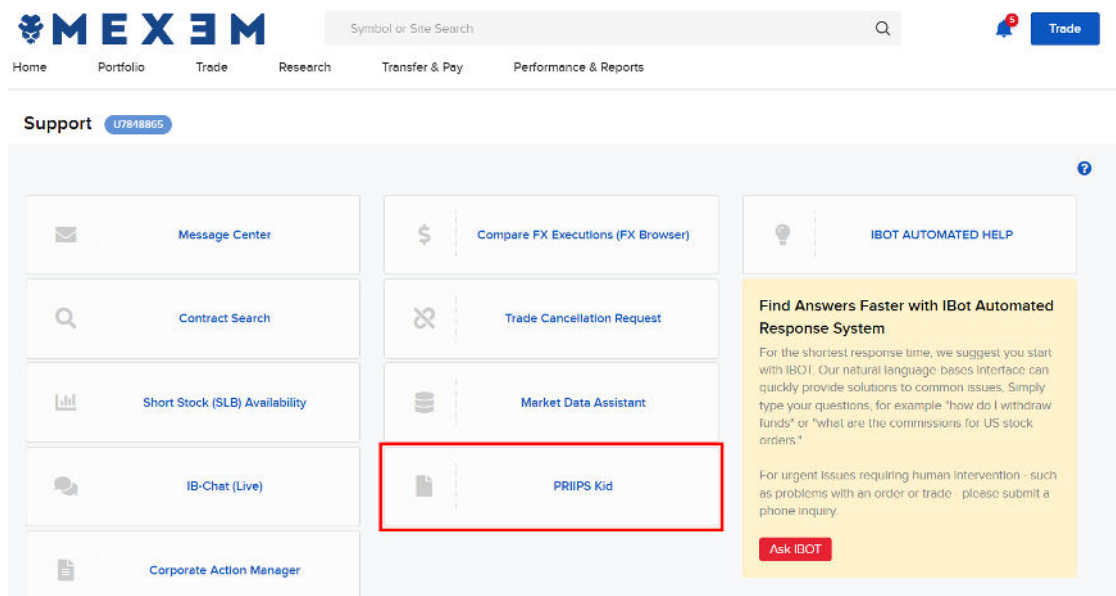 MEXEM
Symbol or Site Search
5
Trade
Home Portfolio Trade Research Transfer & Pay Performance & Reports
Support U7848865
?
Message Center
Compare FX Executions (FX Browser)
IBOT AUTOMATED HELP
Contract Search
Trade Cancellation Request
Short Stock (SLB) Availability
Market Data Assistant
IB-Chat (Live)
PRIIPS Kid
Corporate Action Manager
Find Answers Faster with IBot Automated
Response System
For the shortest response time, we suggest you start
with IBOT. Our natural language bases interface can
quickly provide solutions to common issues, Simply
type your questions, for example "how do I withdraw
funds" or "what are the commissions for US stock
orders."
For urgent issues requiring human intervention - such
as problems with an order or trade - please submit a
phone inquiry.
Ask IBOT